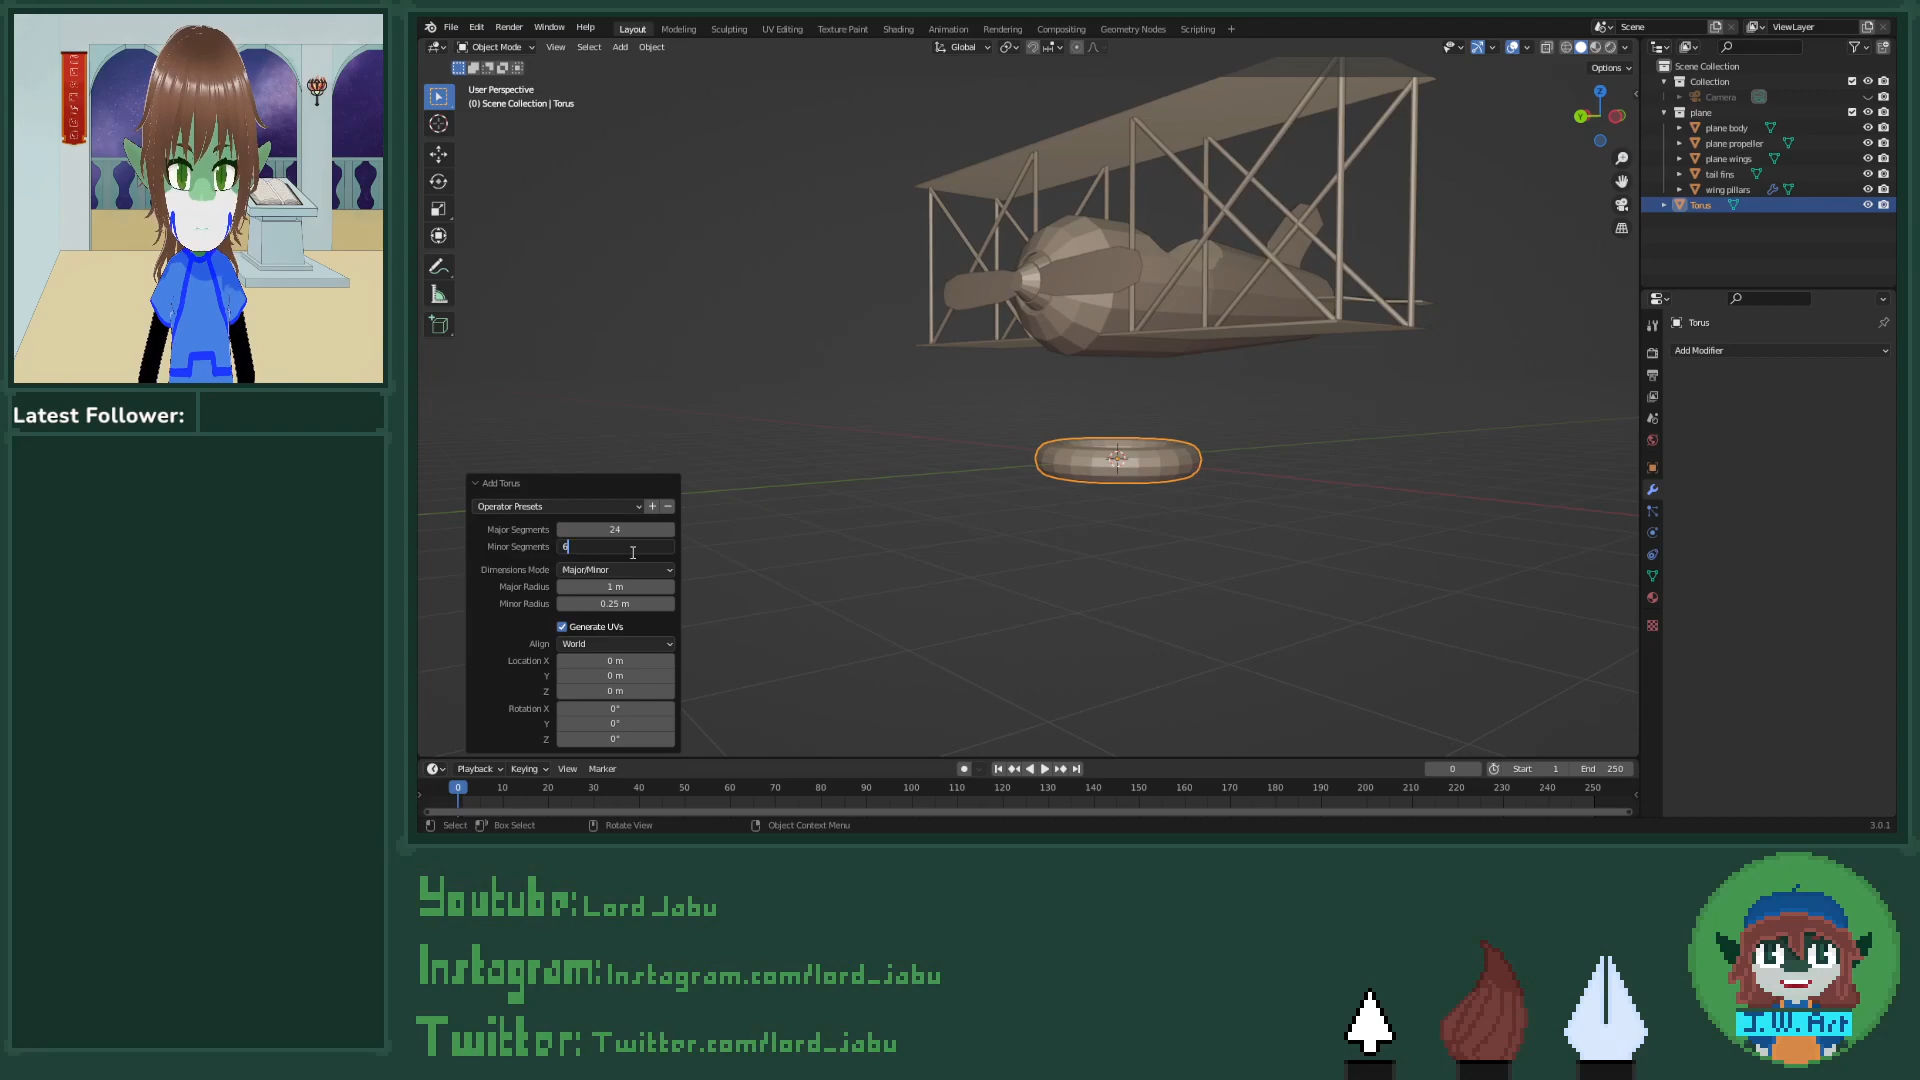 File Edit Render Window Help
Layout Modeling Sculpting UV Editing Texture Paint Shading Animation Rendering Compositing Geometry Nodes Scripting +
Scene
ViewLayer
Object Mode View Select Add Object
Global
Options
User Perspective
(0) Scene Collection | Torus
Z
Y
Scene Collection
Collection
Camera
plane
plane body
plane propeller
plane wings
tail fins
wing pillars
Torus
Torus
Add Modifier
Latest Follower:
Add Torus
Operator Presets
Major Segments 24
Minor Segments 6
Dimensions Mode Major/Minor
Major Radius 1 m
Minor Radius 0.25 m
Generate UVs
Align World
Location X 0 m
Y 0 m
Z 0 m
Rotation X 0°
Y 0°
Z 0°
Playback Keying View Marker
0 Start 1 End 250
0 10 20 30 40 50 60 70 80 90 100 110 120 130 140 150 160 170 180 190 200 210 220 230 240 250
Select Box Select Rotate View Object Context Menu
3.0.1
Youtube: Lord Jabu
Instagram: Instagram.com/lord_jabu
Twitter: Twitter.com/lord_jabu
J.W. Art